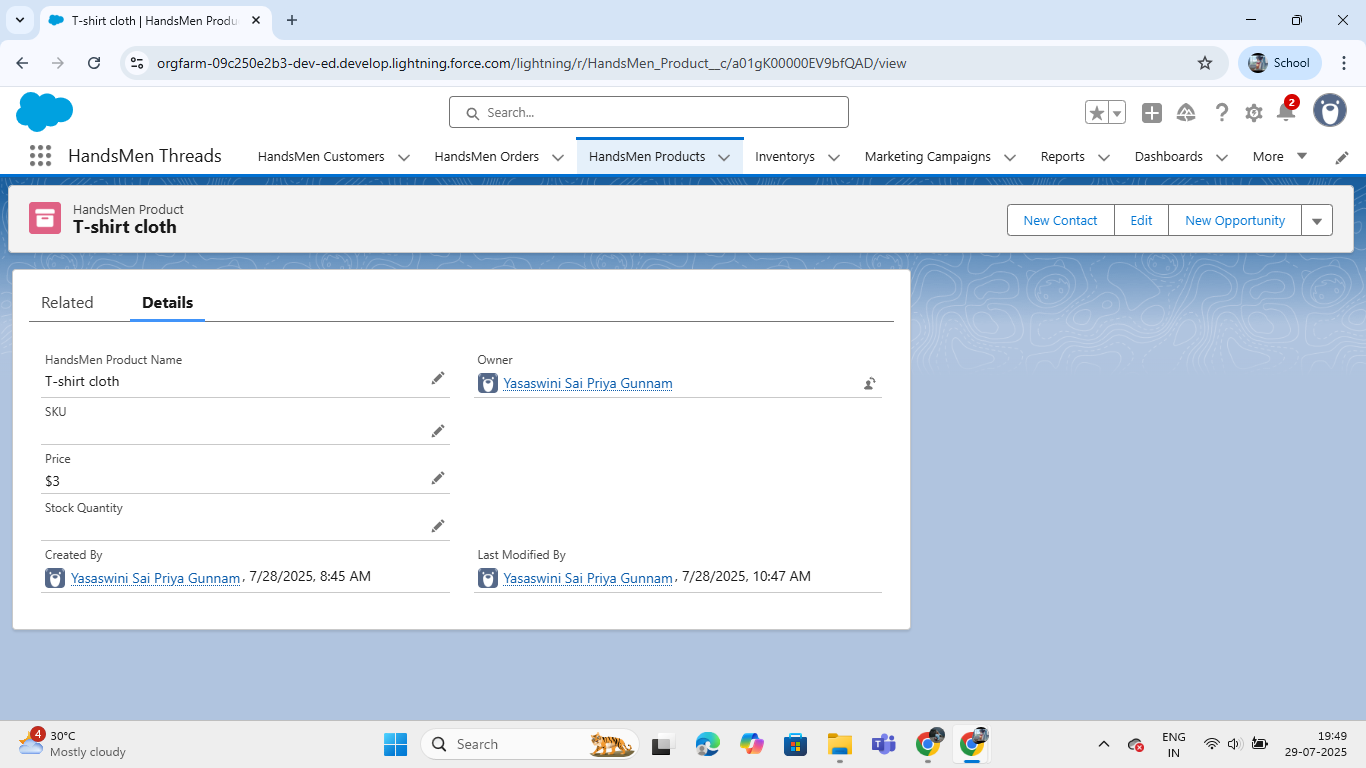 T-shirt cloth | HandsMen Produ
orgfarm-09c250e2b3-dev-ed.develop.lightning.force.com/lightning/r/HandsMen_Product__c/a01gK00000EV9bfQAD/view
School
Search...
2
HandsMen Threads
HandsMen Customers
HandsMen Orders
HandsMen Products
Inventorys
Marketing Campaigns
Reports
Dashboards
More
HandsMen Product
T-shirt cloth
New Contact
Edit
New Opportunity
Related
Details
HandsMen Product Name
T-shirt cloth
Owner
Yasaswini Sai Priya Gunnam
SKU
Price
$3
Stock Quantity
Created By
Yasaswini Sai Priya Gunnam, 7/28/2025, 8:45 AM
Last Modified By
Yasaswini Sai Priya Gunnam, 7/28/2025, 10:47 AM
4
30°C
Mostly cloudy
Search
ENG
IN
19:49
29-07-2025